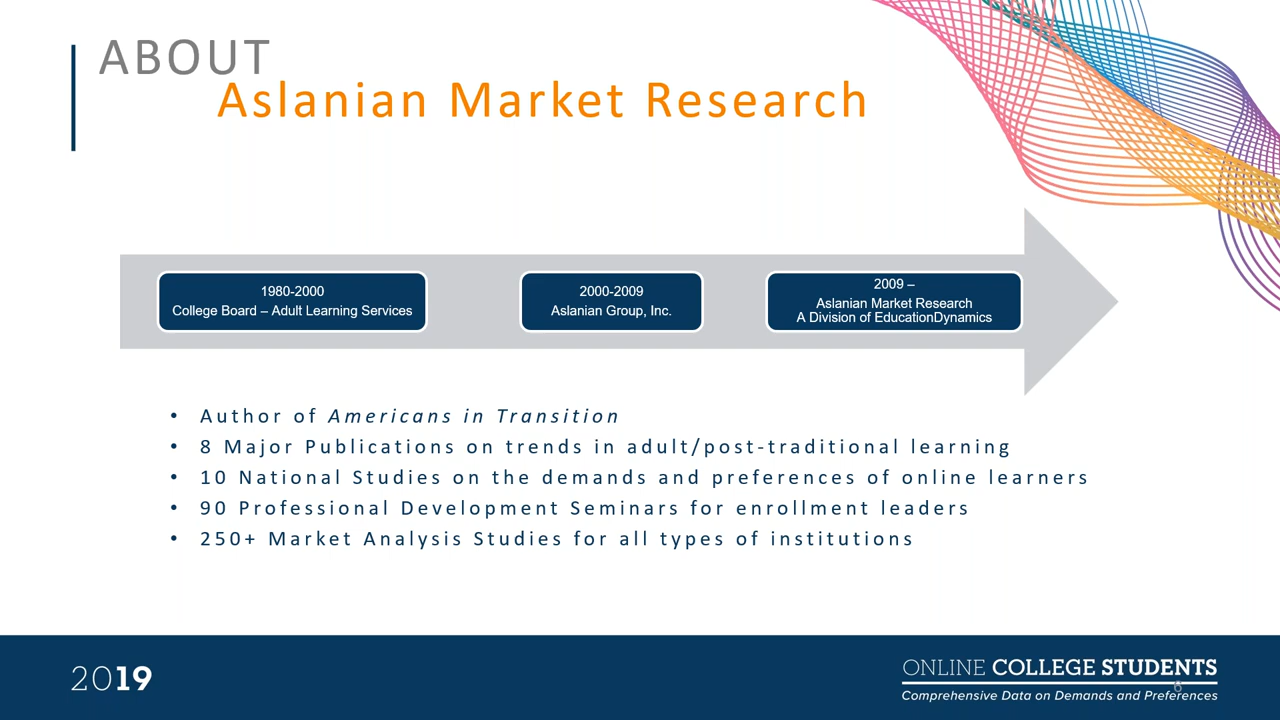 ABOUT
Aslanian Market Research
1980-2000
College Board – Adult Learning Services
2000-2009
Aslanian Group, Inc.
2009 –
Aslanian Market Research
A Division of EducationDynamics
• Author of Americans in Transition
• 8 Major Publications on trends in adult/post-traditional learning
• 10 National Studies on the demands and preferences of online learners
• 90 Professional Development Seminars for enrollment leaders
• 250+ Market Analysis Studies for all types of institutions
2019
ONLINE COLLEGE STUDENTS
Comprehensive Data on Demands and Preferences